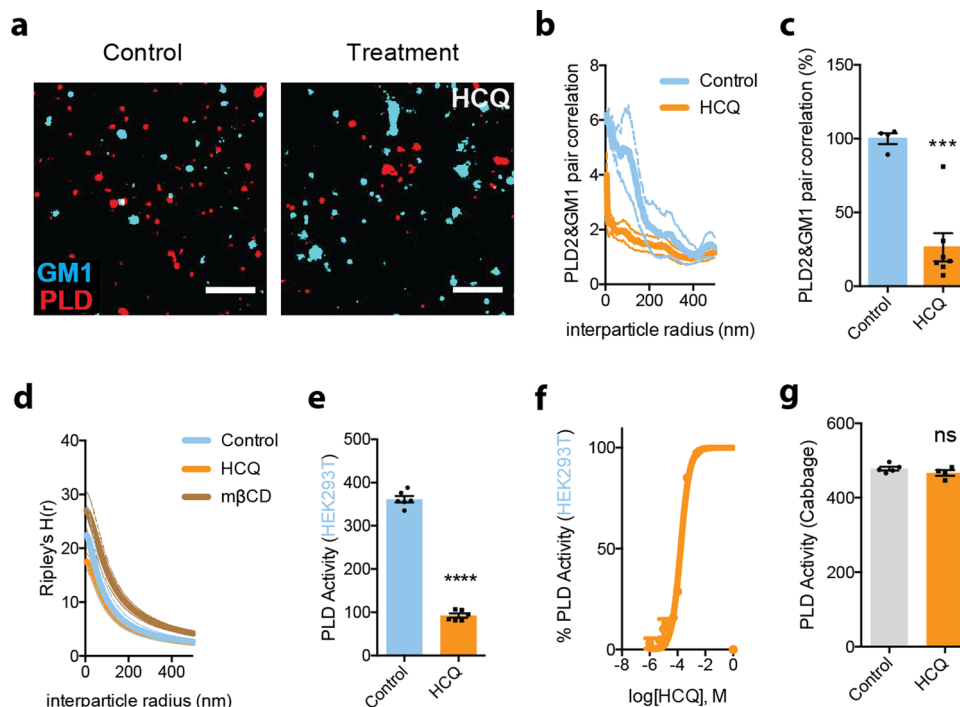 a
Control
Treatment
HCQ
GM1
PLD
b
PLD2&GM1 pair correlation
8
6
4
2
0
0
200
400
interparticle radius (nm)
Control
HCQ
c
PLD2&GM1 pair correlation (%)
150
100
50
0
***
Control
HCQ
d
Ripley's H(r)
40
30
20
10
0
0
200
400
interparticle radius (nm)
Control
HCQ
mβCD
e
PLD Activity (HEK293T)
500
400
300
200
100
0
****
Control
HCQ
f
% PLD Activity (HEK293T)
100
50
0
-8
-6
-4
-2
0
log[HCQ], M
g
PLD Activity (Cabbage)
600
400
200
0
ns
Control
HCQ